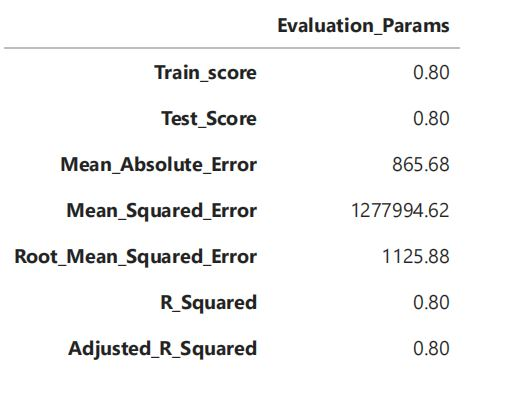 Evaluation_Params
Train_score 0.80
Test_Score 0.80
Mean_Absolute_Error 865.68
Mean_Squared_Error 1277994.62
Root_Mean_Squared_Error 1125.88
R_Squared 0.80
Adjusted_R_Squared 0.80